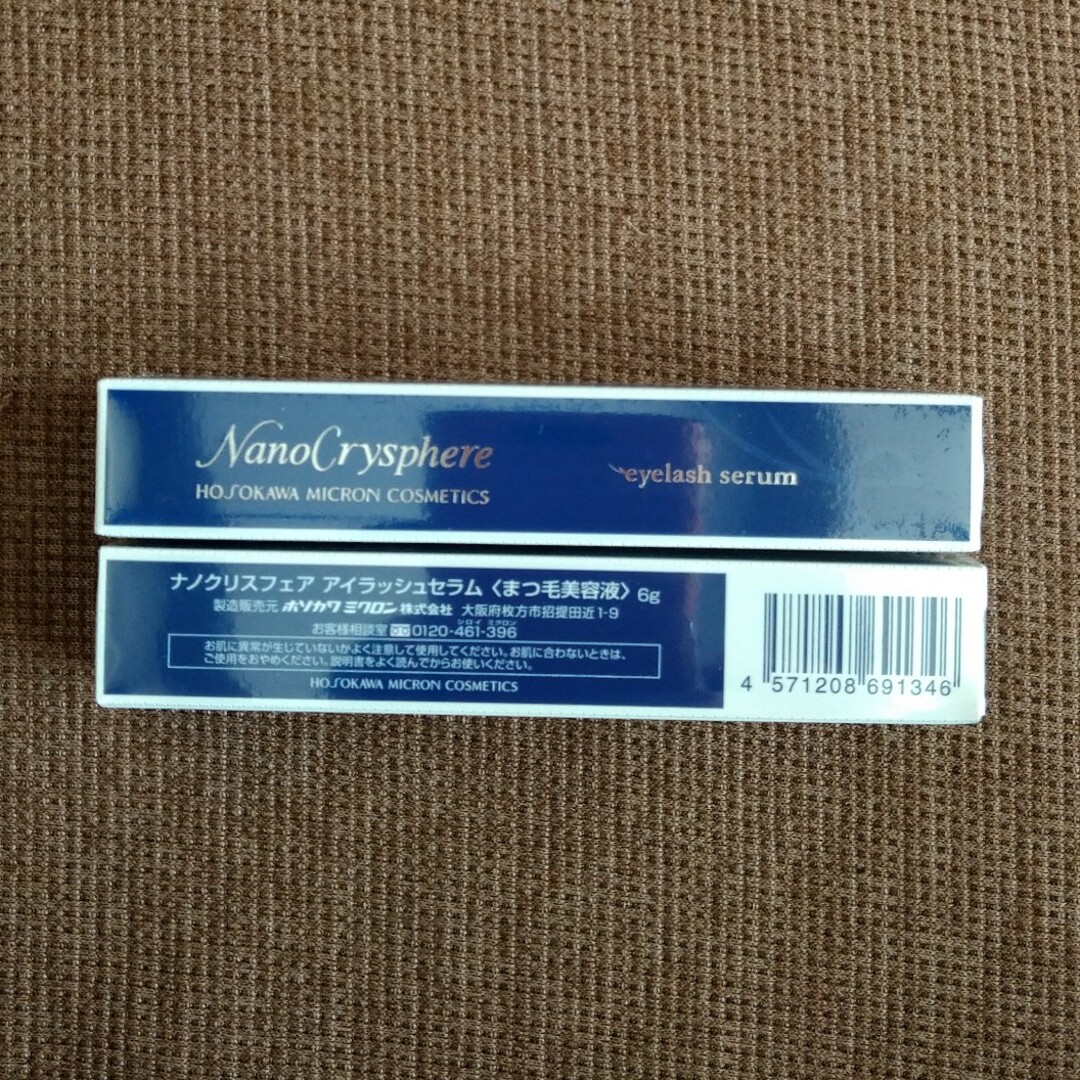 NanoCrysphere
HOSOKAWA MICRON COSMETICS
eyelash serum
ナノクリスフェア アイラッシュセラム〈まつ毛美容液〉6g
製造販売元 ホソカワミクロン株式会社 大阪府枚方市招提田近1-9
シロイ ミクロン
お客様相談室 0120-461-396
お肌に異常が生じていないかよく注意して使用してください。お肌に合わないときは、
ご使用をおやめください。説明書をよく読んでからお使いください。
HOSOKAWA MICRON COSMETICS
4 571208 691346